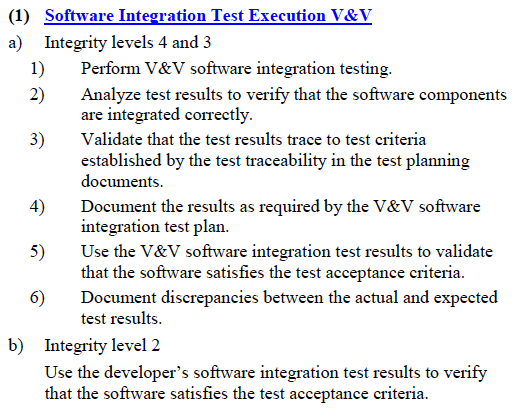 (1) Software Integration Test Execution V&V
a) Integrity levels 4 and 3
1) Perform V&V software integration testing.
2) Analyze test results to verify that the software components
are integrated correctly.
3) Validate that the test results trace to test criteria
established by the test traceability in the test planning
documents.
4) Document the results as required by the V&V software
integration test plan.
5) Use the V&V software integration test results to validate
that the software satisfies the test acceptance criteria.
6) Document discrepancies between the actual and expected
test results.
b) Integrity level 2
Use the developer’s software integration test results to verify
that the software satisfies the test acceptance criteria.